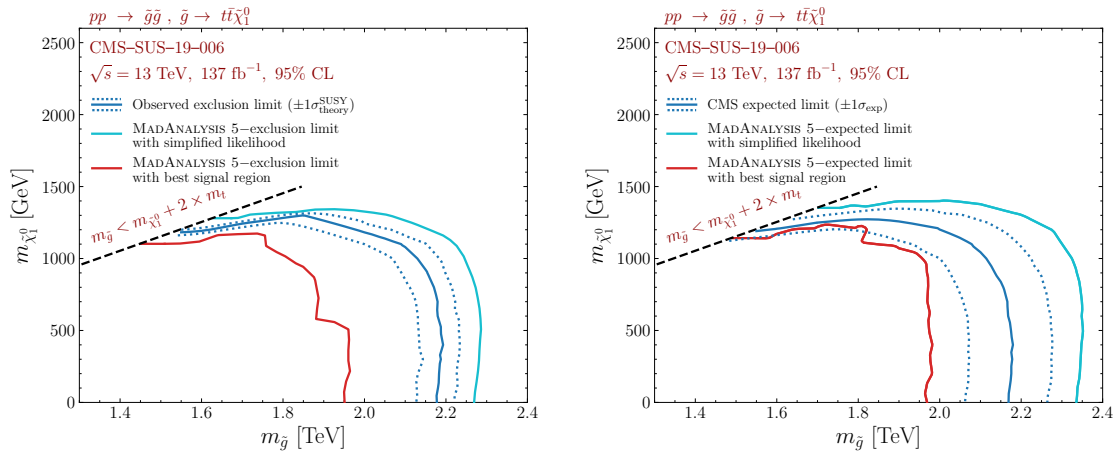 pp → g̃g̃ , g̃ → tt̄χ̃₁⁰
CMS–SUS–19–006
√s = 13 TeV, 137 fb⁻¹, 95% CL
Observed exclusion limit (±1σ_theory^SUSY)
MADANALYSIS 5−exclusion limit
with simplified likelihood
MADANALYSIS 5−exclusion limit
with best signal region
m_g̃ < m_χ̃₁⁰ + 2 × m_t
m_χ̃₁⁰ [GeV]
2500
2000
1500
1000
500
0
1.4 1.6 1.8 2.0 2.2 2.4
m_g̃ [TeV]
pp → g̃g̃ , g̃ → tt̄χ̃₁⁰
CMS–SUS–19–006
√s = 13 TeV, 137 fb⁻¹, 95% CL
CMS expected limit (±1σ_exp)
MADANALYSIS 5−expected limit
with simplified likelihood
MADANALYSIS 5−expected limit
with best signal region
m_g̃ < m_χ̃₁⁰ + 2 × m_t
m_χ̃₁⁰ [GeV]
2500
2000
1500
1000
500
0
1.4 1.6 1.8 2.0 2.2 2.4
m_g̃ [TeV]